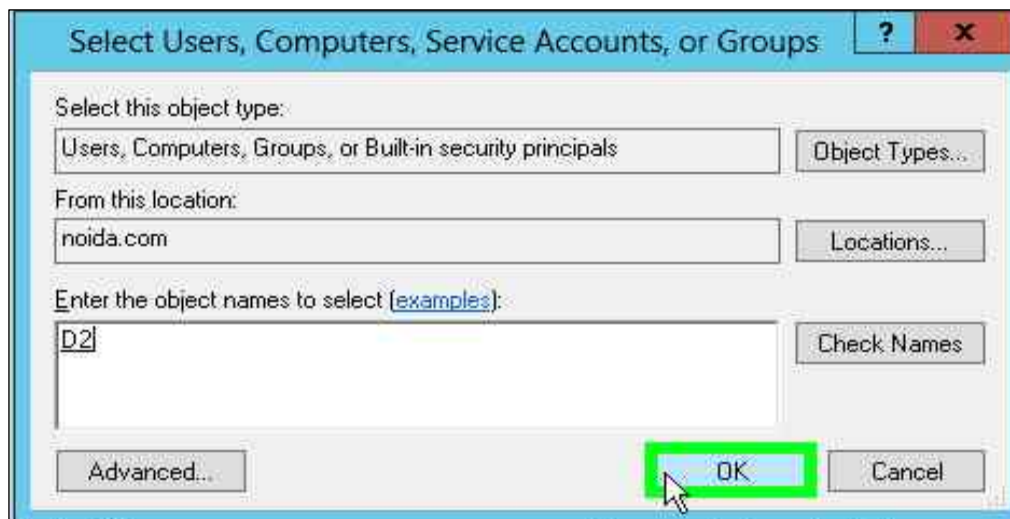 Select Users, Computers, Service Accounts, or Groups ? x
Select this object type:
Users, Computers, Groups, or Built-in security principals Object Types...
From this location:
noida.com Locations...
Enter the object names to select (examples):
D2 Check Names
Advanced... OK Cancel